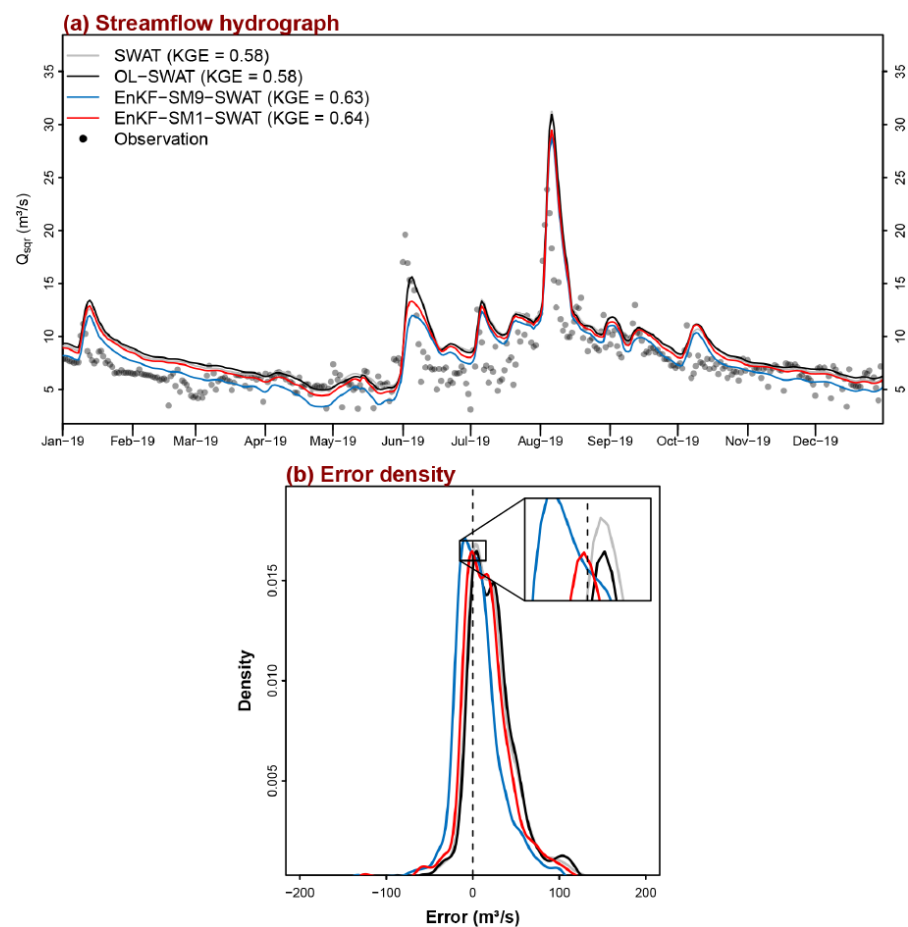 (a) Streamflow hydrograph
SWAT (KGE = 0.58)
OL−SWAT (KGE = 0.58)
EnKF−SM9−SWAT (KGE = 0.63)
EnKF−SM1−SWAT (KGE = 0.64)
Observation
Qsqr (m³/s)
35
30
25
20
15
10
5
35
30
25
20
15
10
5
Jan−19 Feb−19 Mar−19 Apr−19 May−19 Jun−19 Jul−19 Aug−19 Sep−19 Oct−19 Nov−19 Dec−19
(b) Error density
Density
0.015
0.010
0.005
−200 −100 0 100 200
Error (m³/s)